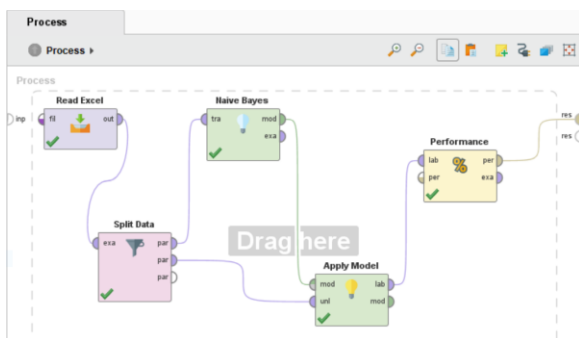 Process
Process
Process
inp
Read Excel
fil
out
Naive Bayes
tra
mod
exa
res
res
Performance
lab
per
per
exa
%
Split Data
exa
par
par
par
Drag here
Apply Model
mod
lab
unl
mod